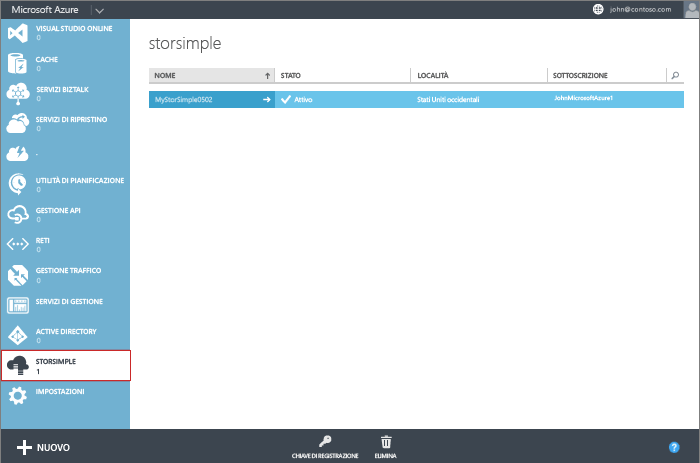 Microsoft Azure
john@contoso.com
VISUAL STUDIO ONLINE
0
CACHE
0
SERVIZI BIZTALK
0
SERVIZI DI RIPRISTINO
0
-
UTILITÀ DI PIANIFICAZIONE
0
GESTIONE API
0
RETI
0
GESTIONE TRAFFICO
0
SERVIZI DI GESTIONE
ACTIVE DIRECTORY
0
STORSIMPLE
1
IMPOSTAZIONI
storsimple
NOME STATO LOCALITÀ SOTTOSCRIZIONE
MyStorSimple0502 Attivo Stati Uniti occidentali JohnMicrosoftAzure1
NUOVO
CHIAVE DI REGISTRAZIONE
ELIMINA
?